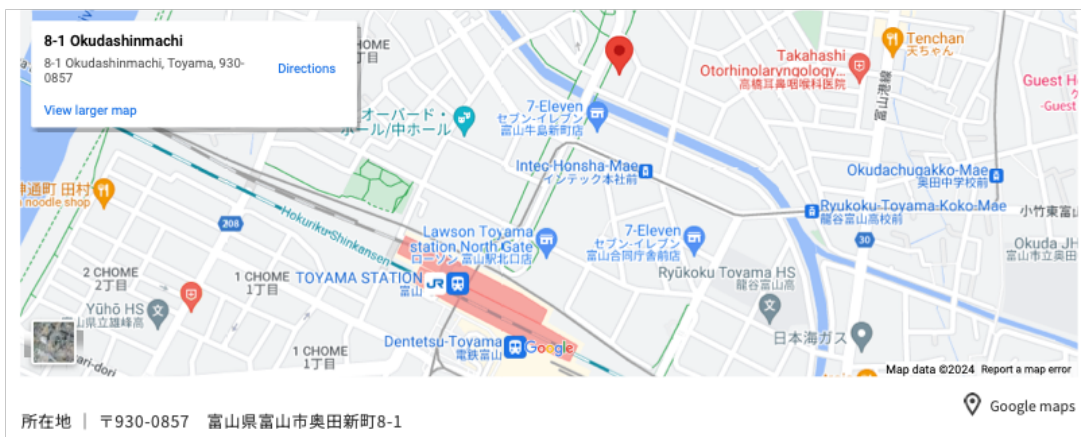 8-1 Okudashinmachi
8-1 Okudashinmachi, Toyama, 930-
0857
Directions
View larger map
CHOME
丁目
オーバード・
ホール/中ホール
7-Eleven
セブン-イレブン
富山牛島新町店
Takahashi
Otorhinolaryngology...
高橋耳鼻咽喉科医院
Tenchan
天ちゃん
富山港線
Guest H
Guest
Intec-Honsha-Mae
インテック本社前
Okudachugakko-Mae
奥田中学校前
Ryukoku-Toyama-Koko-Mae
龍谷富山高校前
小竹東富山
神通町 田村
noodle shop
208
Hokuriku Shinkansen
Lawson Toyama
station North Gate
ローソン 富山駅北口店
7-Eleven
セブン-イレブン
富山合同庁舎前店
30
Okuda JH
富山市立奥田
Ryūkoku Toyama HS
龍谷富山高
2 CHOME
2丁目
1 CHOME
1丁目
TOYAMA STATION
富山
JR
Yūhō HS
富山県立雄峰高
日本海ガス
Dentetsu-Toyama
電鉄富山
Google
1 CHOME
1丁目
ari-dori
Map data ©2024
Report a map error
Google maps
所在地 | 〒930-0857 富山県富山市奥田新町8-1